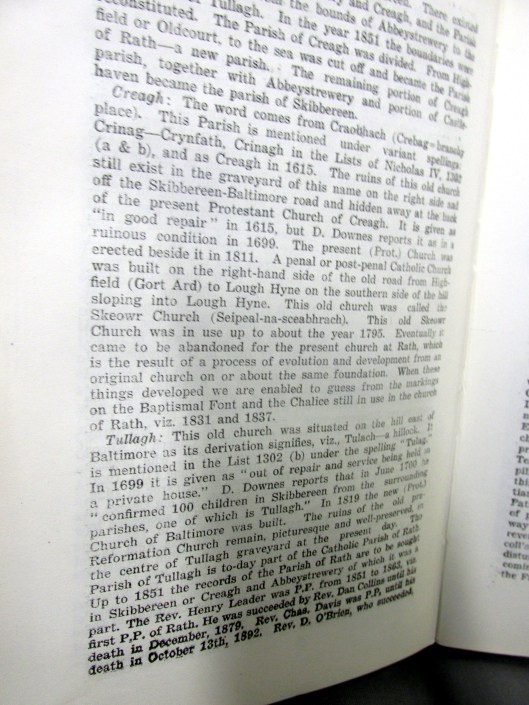 Creagh, and the Parish
of Tullagh. In the year 1851 the boundaries were
reconstituted. The Parish of Creagh was divided. From High-
field or Oldcourt, to the sea was cut off and became the Parish
of Rath—a new parish. The remaining portion of Creagh
parish, together with Abbeystrewery and portion of Castle-
haven became the parish of Skibbereen.
Creagh: The word comes from Craobhach (Crebag=branchy
place). This Parish is mentioned under variant spellings:
Crinag—Crynfath, Crinagh in the Lists of Nicholas IV, 1302
(a & b), and as Creagh in 1615. The ruins of this old church
still exist in the graveyard of this name on the right side and
off the Skibbereen-Baltimore road and hidden away at the back
of the present Protestant Church of Creagh. It is given as
"in good repair" in 1615, but D. Downes reports it as in a
ruinous condition in 1699. The present (Prot.) Church was
erected beside it in 1811. A penal or post-penal Catholic Church
was built on the right-hand side of the old road from High-
field (Gort Ard) to Lough Hyne on the southern side of the hill
sloping into Lough Hyne. This old church was called the
Skeowr Church (Seipeal-na-sceabhrach). This old Skeowr
Church was in use up to about the year 1795. Eventually it
came to be abandoned for the present church at Rath, which
is the result of a process of evolution and development from an
original church on or about the same foundation. When these
things developed we are enabled to guess from the markings
on the Baptismal Font and the Chalice still in use in the church
of Rath, viz. 1831 and 1837.
Tullagh: This old church was situated on the hill east of
Baltimore as its derivation signifies, viz., Tulach—a hillock. It
is mentioned in the List 1302 (b) under the spelling "Tulag."
In 1699 it is given as "out of repair and service being held in
a private house." D. Downes reports that in June 1700 he
"confirmed 100 children in Skibbereen from the surrounding
parishes, one of which is Tullagh." In 1819 the new (Prot.)
Church of Baltimore was built. The ruins of the old pre-
Reformation Church remain, picturesque and well-preserved, in
the centre of Tullagh graveyard at the present day. The
Parish of Tullagh is to-day part of the Catholic Parish of Rath.
Up to 1851 the records of the Parish of Rath are to be sought
in Skibbereen or Creagh and Abbeystrewery of which it was a
part. The Rev. Henry Leader was P.P. from 1851 to 1863, viz.
first P.P. of Rath. He was succeeded by Rev. Dan Collins until his
death in December, 1879. Rev. Chas. Davis was P.P. until his
death in October 13th, 1892. Rev. D. O'Brien, who succeeded,